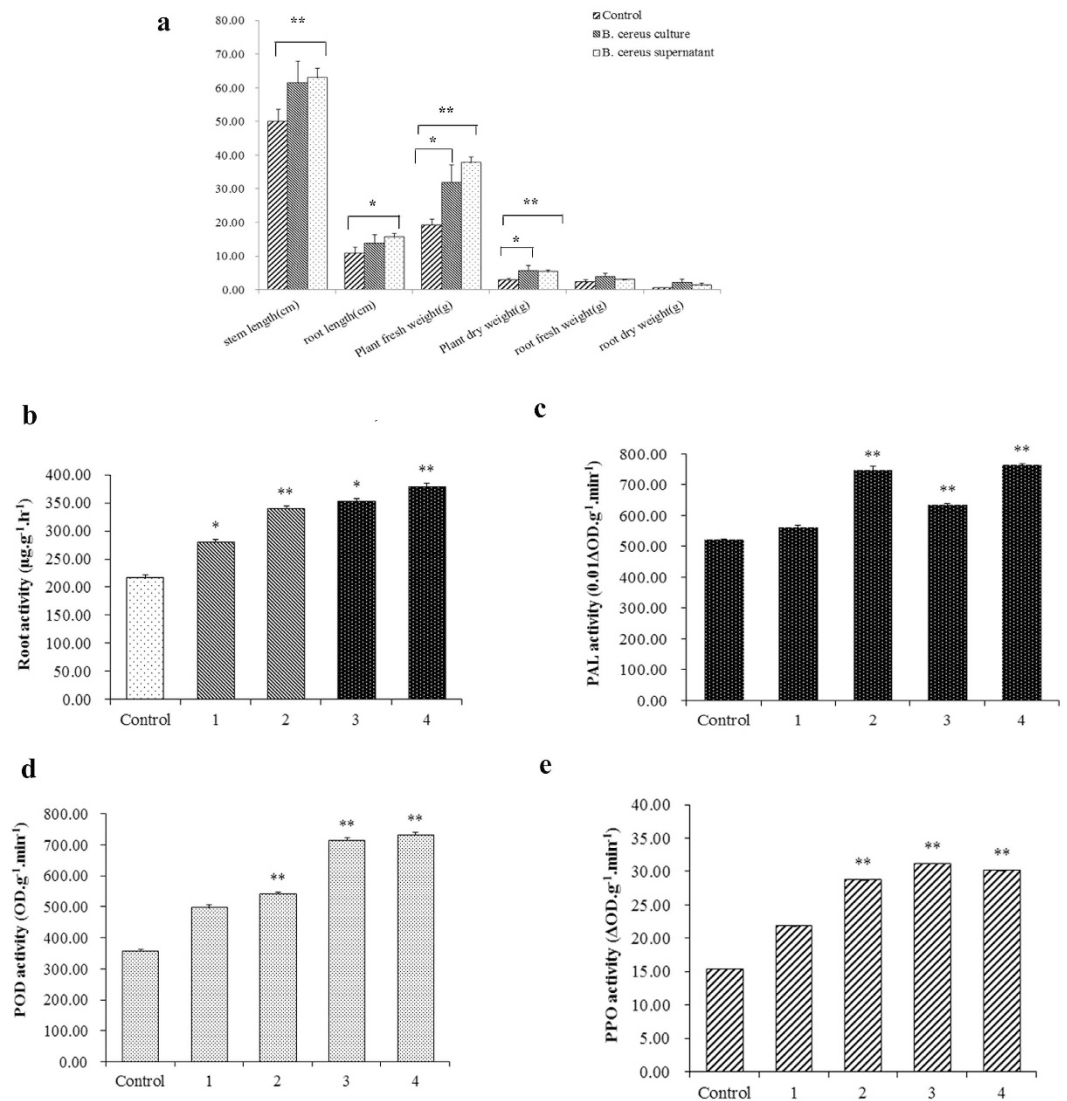 a
80.00
70.00
60.00
50.00
40.00
30.00
20.00
10.00
0.00
**
*
**
*
**
*
Control
B. cereus culture
B. cereus supernatant
stem length(cm)
root length(cm)
Plant fresh weight(g)
Plant dry weight(g)
root fresh weight(g)
root dry weight(g)
b
Root activity (µg.g-1.hr1)
400.00
350.00
300.00
250.00
200.00
150.00
100.00
50.00
0.00
* ** * **
Control 1 2 3 4
c
PAL activity (0.01ΔOD.g-1.min-1)
800.00
700.00
600.00
500.00
400.00
300.00
200.00
100.00
0.00
** ** **
Control 1 2 3 4
d
POD activity (OD.g-1.min-1)
800.00
700.00
600.00
500.00
400.00
300.00
200.00
100.00
0.00
** ** **
Control 1 2 3 4
e
PPO activity (ΔOD.g-1.min-1)
40.00
35.00
30.00
25.00
20.00
15.00
10.00
5.00
0.00
** ** **
Control 1 2 3 4